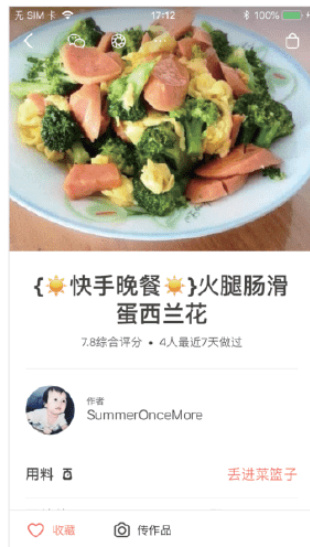 无 SIM 卡 17:12 100%
{☀️快手晚餐☀️}火腿肠滑
蛋西兰花
7.8综合评分 • 4人最近7天做过
作者
SummerOnceMore
用料 丢进菜篮子
收藏 传作品